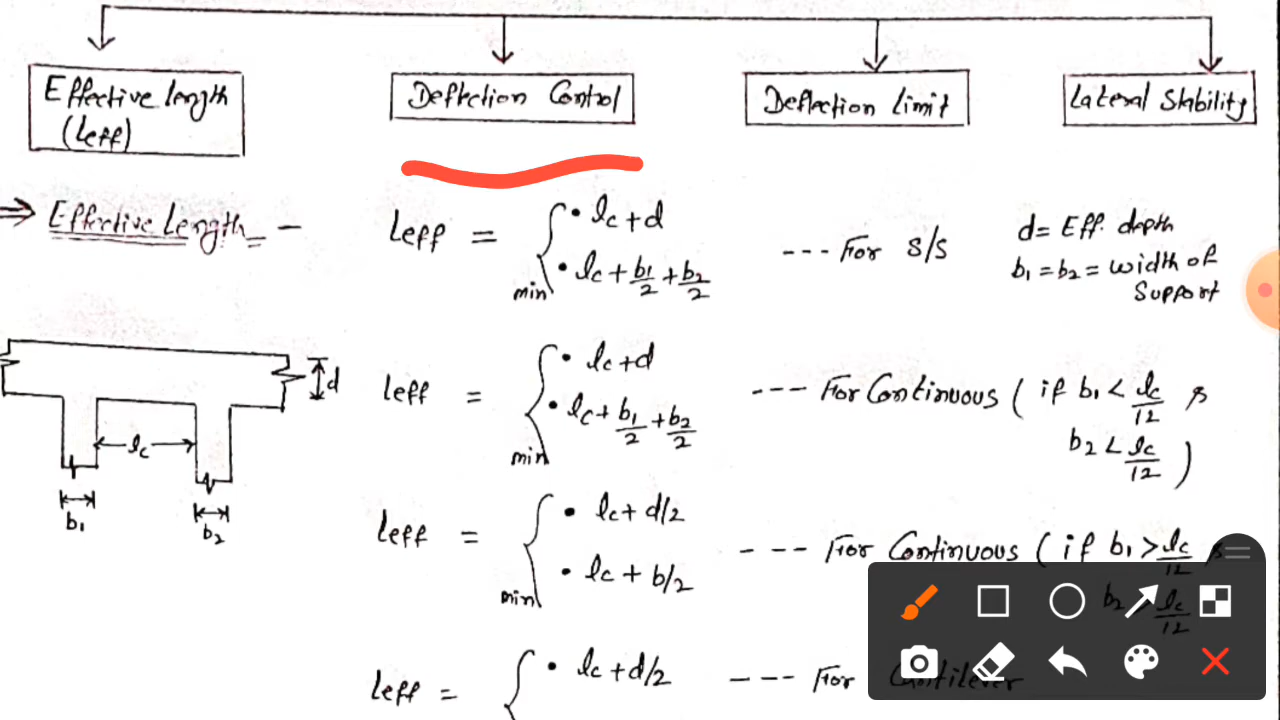 Effective length
(leff)
Deflection Control
Deflection Limit
Lateral Stability
⇒ Effective Length -
leff = min { • lc + d
• lc + b1/2 + b2/2
--- For S/S
d = Eff. depth
b1 = b2 = width of
Support
leff = min { • lc + d
• lc + b1/2 + b2/2
--- For Continuous ( if b1 < lc/12 &
b2 < lc/12 )
d
lc
b1
b2
leff = min { • lc + d/2
• lc + b/2
--- For Continuous ( if b1 > lc/12 &
b2 > lc/12
leff = { • lc + d/2
--- For Cantilever